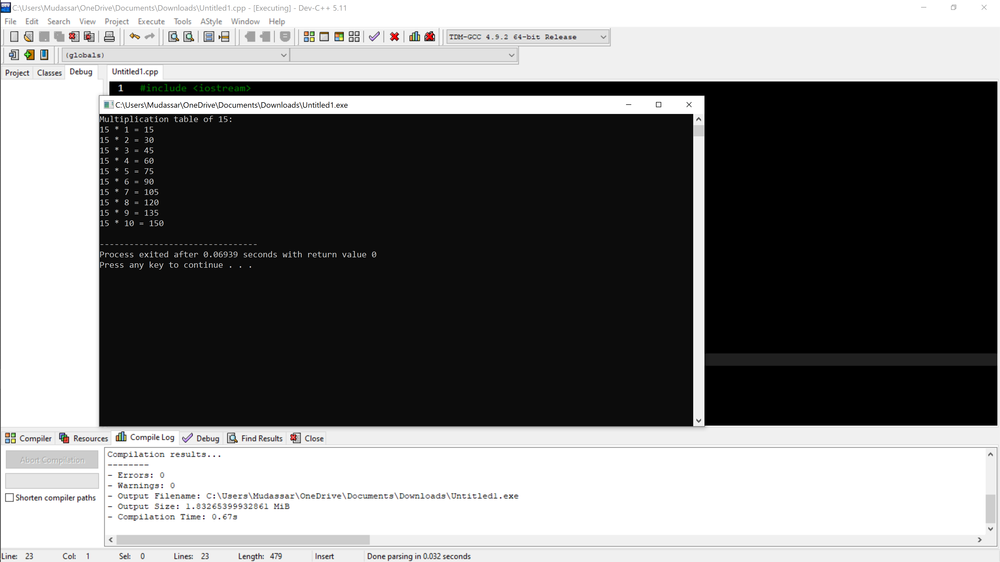 C:\Users\Mudassar\OneDrive\Documents\Downloads\Untitled1.cpp - [Executing] - Dev-C++ 5.11
File Edit Search View Project Execute Tools AStyle Window Help
TDM-GCC 4.9.2 64-bit Release
(globals)
Project Classes Debug Untitled1.cpp
1 #include <iostream>
C:\Users\Mudassar\OneDrive\Documents\Downloads\Untitled1.exe
Multiplication table of 15:
15 * 1 = 15
15 * 2 = 30
15 * 3 = 45
15 * 4 = 60
15 * 5 = 75
15 * 6 = 90
15 * 7 = 105
15 * 8 = 120
15 * 9 = 135
15 * 10 = 150
--------------------------------
Process exited after 0.06939 seconds with return value 0
Press any key to continue . . .
Compiler Resources Compile Log Debug Find Results Close
Abort Compilation
Shorten compiler paths
Compilation results...
--------
- Errors: 0
- Warnings: 0
- Output Filename: C:\Users\Mudassar\OneDrive\Documents\Downloads\Untitled1.exe
- Output Size: 1.83265399932861 MiB
- Compilation Time: 0.67s
Line: 23 Col: 1 Sel: 0 Lines: 23 Length: 479 Insert Done parsing in 0.032 seconds